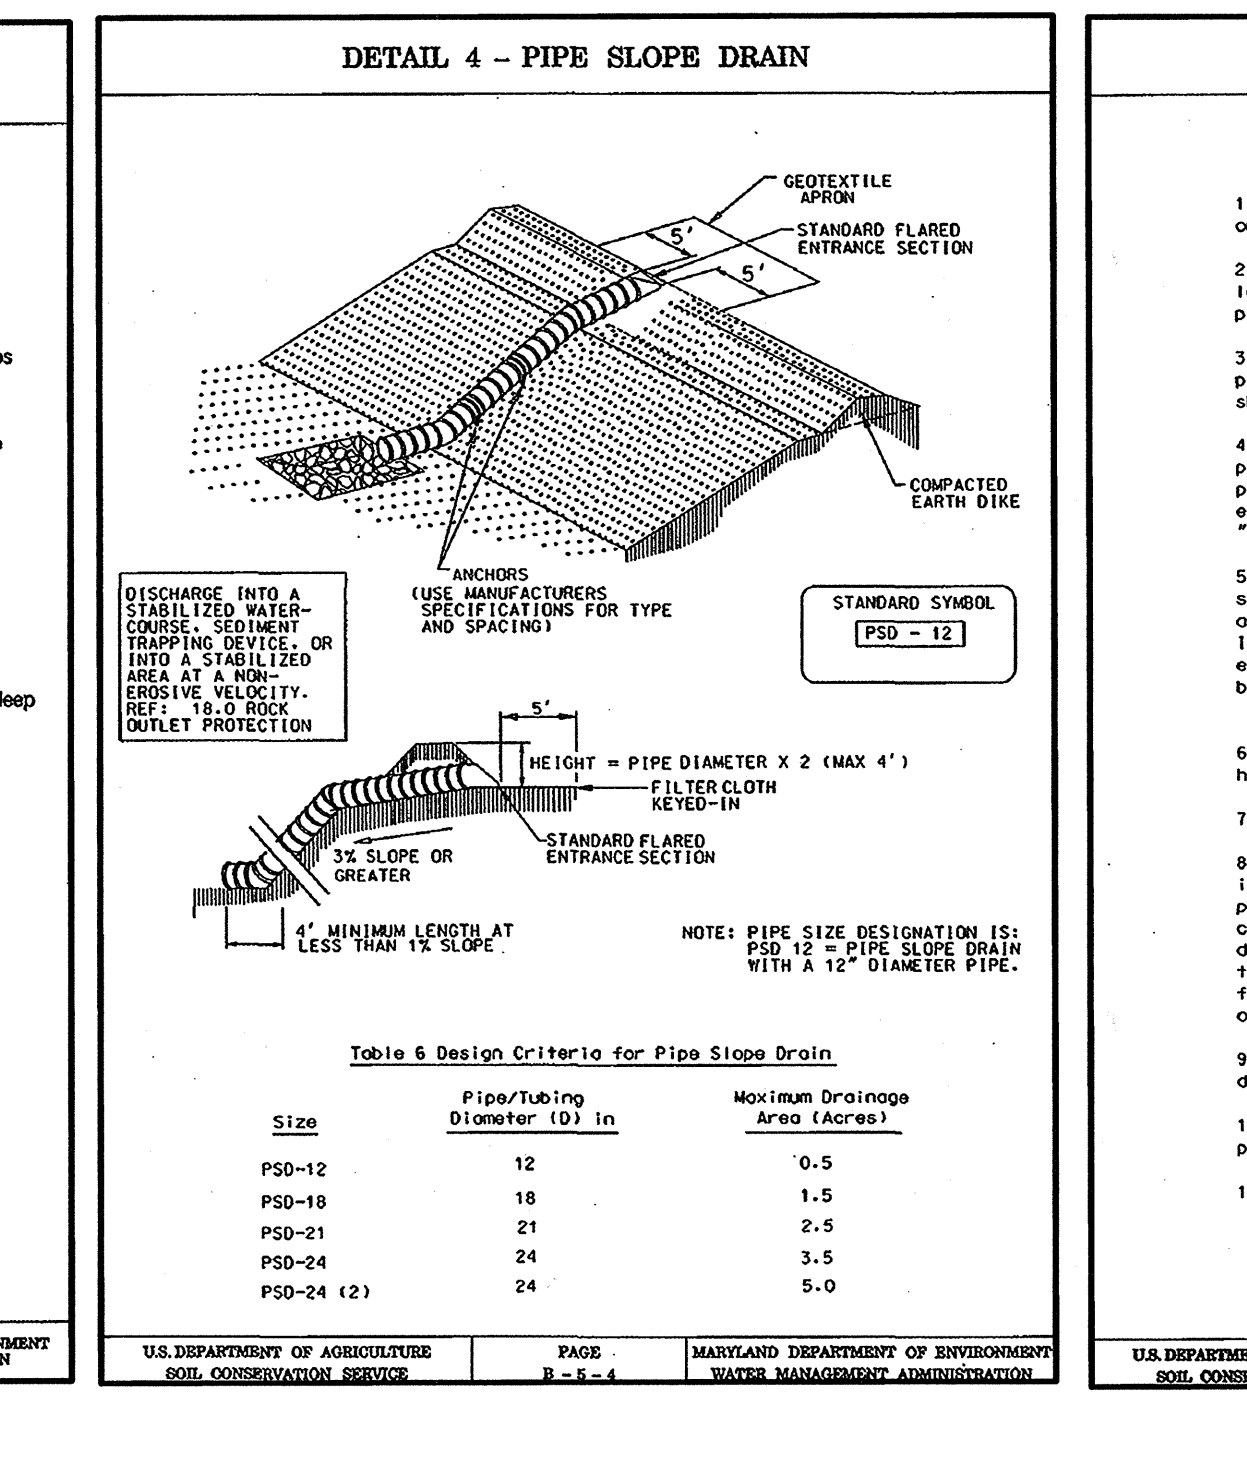 DETAIL 4 - PIPE SLOPE DRAIN
GEOTEXTILE
APRON
STANDARD FLARED
ENTRANCE SECTION
5'
5'
COMPACTED
EARTH DIKE
ANCHORS
(USE MANUFACTURERS
SPECIFICATIONS FOR TYPE
AND SPACING)
DISCHARGE INTO A
STABILIZED WATER-
COURSE, SEDIMENT
TRAPPING DEVICE, OR
INTO A STABILIZED
AREA AT A NON-
EROSIVE VELOCITY.
REF: 18.0 ROCK
OUTLET PROTECTION
STANDARD SYMBOL
PSD - 12
5'
HEIGHT = PIPE DIAMETER X 2 (MAX 4')
FILTER CLOTH
KEYED-IN
STANDARD FLARED
ENTRANCE SECTION
3% SLOPE OR
GREATER
4' MINIMUM LENGTH AT
LESS THAN 1% SLOPE
NOTE: PIPE SIZE DESIGNATION IS:
PSD 12 = PIPE SLOPE DRAIN
WITH A 12" DIAMETER PIPE.
Table 6 Design Criteria for Pipe Slope Drain
Size Pipe/Tubing Diameter (D) in Maximum Drainage Area (Acres)
PSD-12 12 0.5
PSD-18 18 1.5
PSD-21 21 2.5
PSD-24 24 3.5
PSD-24 (2) 24 5.0
U.S. DEPARTMENT OF AGRICULTURE
SOIL CONSERVATION SERVICE
PAGE
B - 5 - 4
MARYLAND DEPARTMENT OF ENVIRONMENT
WATER MANAGEMENT ADMINISTRATION